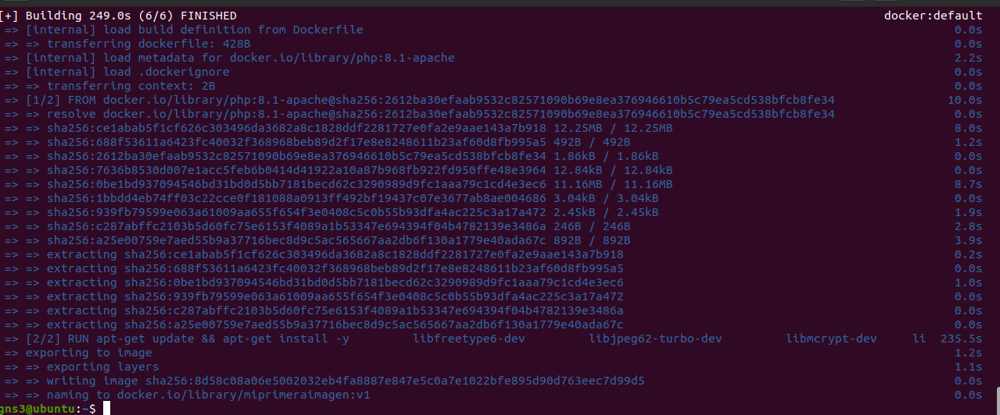 [+] Building 249.0s (6/6) FINISHED docker:default
=> [internal] load build definition from Dockerfile 0.0s
=> => transferring dockerfile: 428B 0.0s
=> [internal] load metadata for docker.io/library/php:8.1-apache 2.2s
=> [internal] load .dockerignore 0.0s
=> => transferring context: 2B 0.0s
=> [1/2] FROM docker.io/library/php:8.1-apache@sha256:2612ba30efaab9532c82571090b69e8ea376946610b5c79ea5cd538bfcb8fe34 10.0s
=> => resolve docker.io/library/php:8.1-apache@sha256:2612ba30efaab9532c82571090b69e8ea376946610b5c79ea5cd538bfcb8fe34 0.0s
=> => sha256:ce1abab5f1cf626c303496da3682a8c1828ddf2281727e0fa2e9aae143a7b918 12.25MB / 12.25MB 8.0s
=> => sha256:688f53611a6423fc40032f368968beb89d2f17e8e8248611b23af60d8fb995a5 492B / 492B 1.2s
=> => sha256:2612ba30efaab9532c82571090b69e8ea376946610b5c79ea5cd538bfcb8fe34 1.86kB / 1.86kB 0.0s
=> => sha256:7636b8530d007e1acc5feb6b0414d41922a10a87b968fb922fd950ffe48e3964 12.84kB / 12.84kB 0.0s
=> => sha256:0be1bd937094546bd31bd0d5bb7181becd62c3290989d9fc1aaa79c1cd4e3ec6 11.16MB / 11.16MB 8.7s
=> => sha256:1bbdd4eb74ff03c22cce0f181088a0913ff492bf19437c07e3677ab8ae004686 3.04kB / 3.04kB 0.0s
=> => sha256:939fb79599e063a61009aa655f654f3e0408c5c0b55b93dfa4ac225c3a17a472 2.45kB / 2.45kB 1.9s
=> => sha256:c287abffc2103b5d60fc75e6153f4089a1b53347e694394f04b4782139e3486a 246B / 246B 2.8s
=> => sha256:a25e00759e7aed55b9a37716bec8d9c5ac565667aa2db6f130a1779e40ada67c 892B / 892B 3.9s
=> => extracting sha256:ce1abab5f1cf626c303496da3682a8c1828ddf2281727e0fa2e9aae143a7b918 0.2s
=> => extracting sha256:688f53611a6423fc40032f368968beb89d2f17e8e8248611b23af60d8fb995a5 0.0s
=> => extracting sha256:0be1bd937094546bd31bd0d5bb7181becd62c3290989d9fc1aaa79c1cd4e3ec6 1.0s
=> => extracting sha256:939fb79599e063a61009aa655f654f3e0408c5c0b55b93dfa4ac225c3a17a472 0.0s
=> => extracting sha256:c287abffc2103b5d60fc75e6153f4089a1b53347e694394f04b4782139e3486a 0.0s
=> => extracting sha256:a25e00759e7aed55b9a37716bec8d9c5ac565667aa2db6f130a1779e40ada67c 0.0s
=> [2/2] RUN apt-get update && apt-get install -y libfreetype6-dev libjpeg62-turbo-dev libmcrypt-dev li 235.5s
=> exporting to image 1.2s
=> => exporting layers 1.1s
=> => writing image sha256:8d58c08a06e5002032eb4fa8887e847e5c0a7e1022bfe895d90d763eec7d99d5 0.0s
=> => naming to docker.io/library/miprimeraimagen:v1 0.0s
gns3@ubuntu:~$